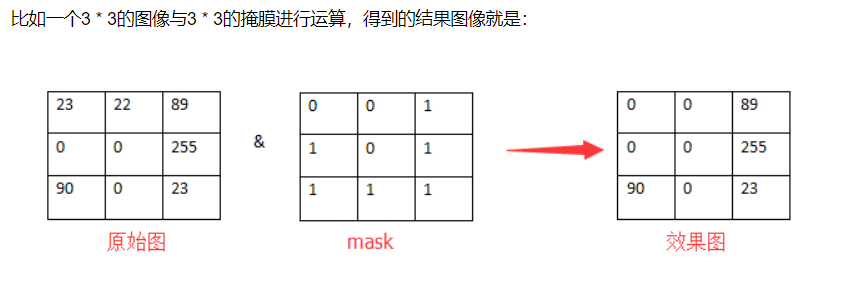 比如一个3 * 3的图像与3 * 3的掩膜进行运算，得到的结果图像就是：
23 22 89 0 0 1 0 0 89
0 0 255 & 1 0 1 0 0 255
90 0 23 1 1 1 90 0 23
原始图 mask 效果图